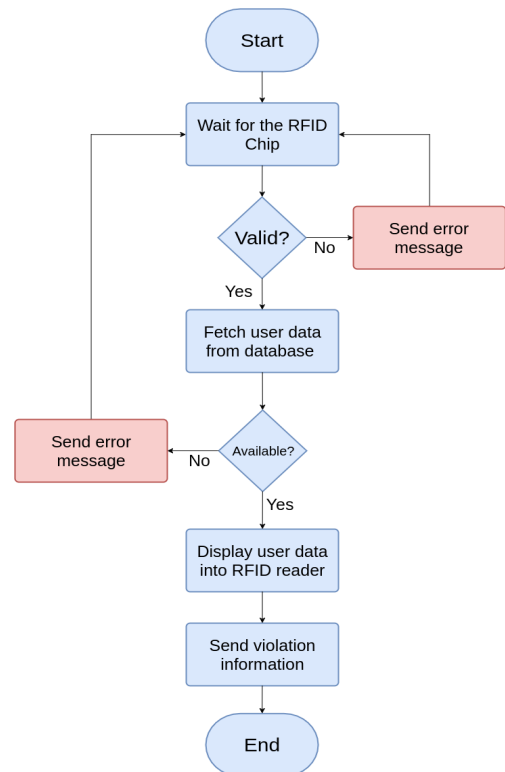 Start
Wait for the RFID
Chip
Valid?
No
Send error
message
Yes
Fetch user data
from database
Available?
No
Send error
message
Yes
Display user data
into RFID reader
Send violation
information
End